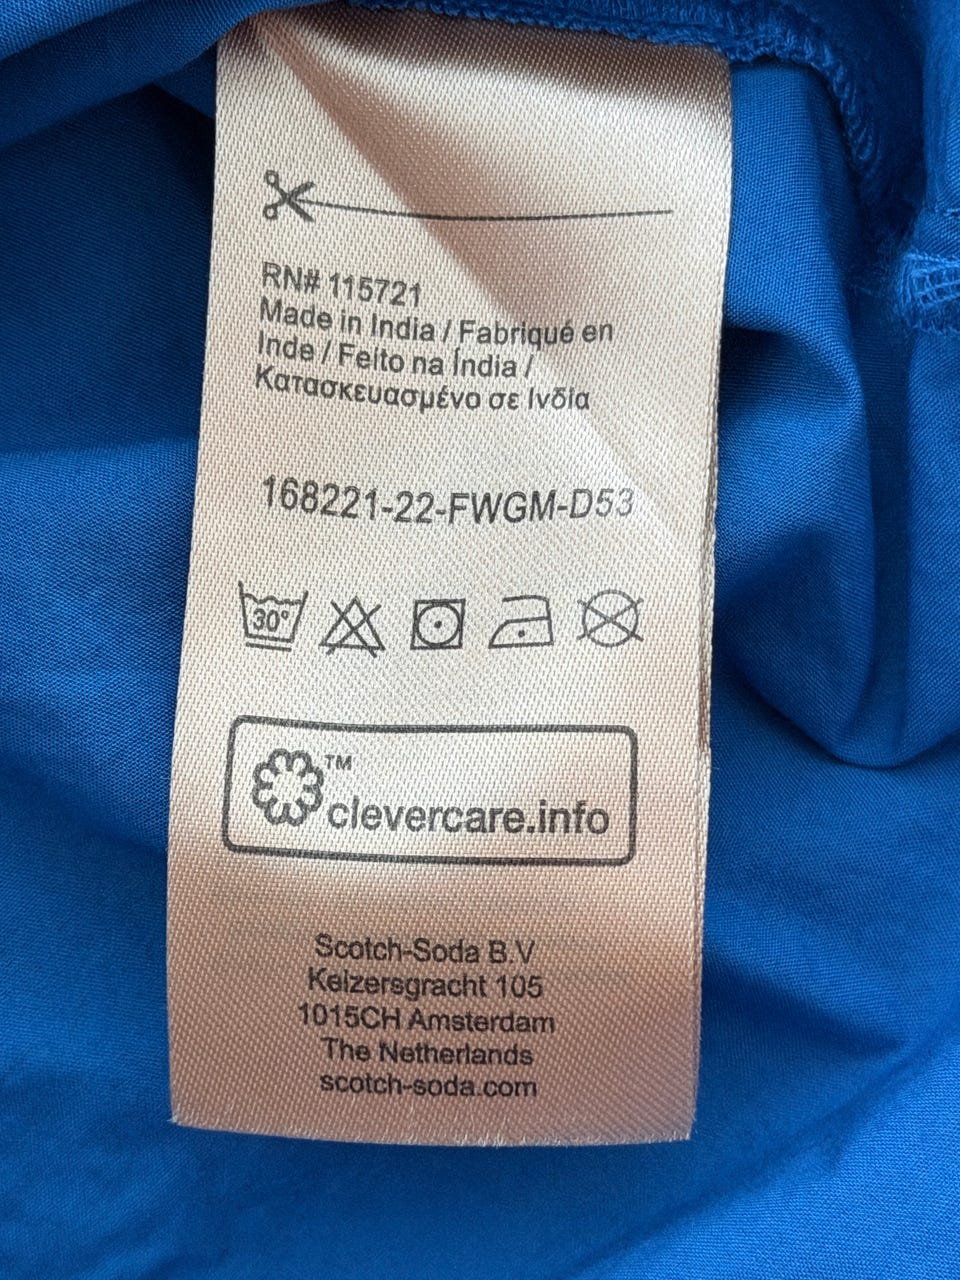 RN# 115721
Made in India / Fabriqué en
Inde / Feito na Índia /
Κατασκευασμένο σε Ινδία
168221-22-FWGM-D53
30°
™
clevercare.info
Scotch-Soda B.V
Keizersgracht 105
1015CH Amsterdam
The Netherlands
scotch-soda.com